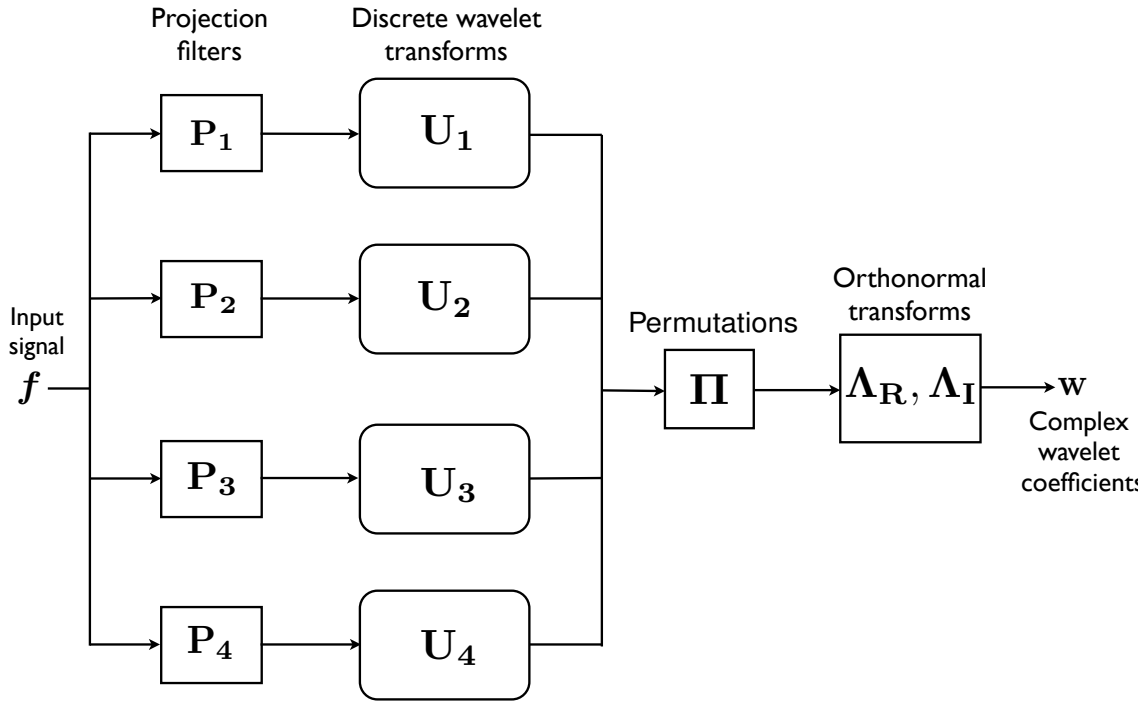 Projection
filters
Discrete wavelet
transforms
P₁
U₁
P₂
U₂
Input
signal
f
Permutations
Π
Orthonormal
transforms
Λ_R, Λ_I
w
Complex
wavelet
coefficients
P₃
U₃
P₄
U₄